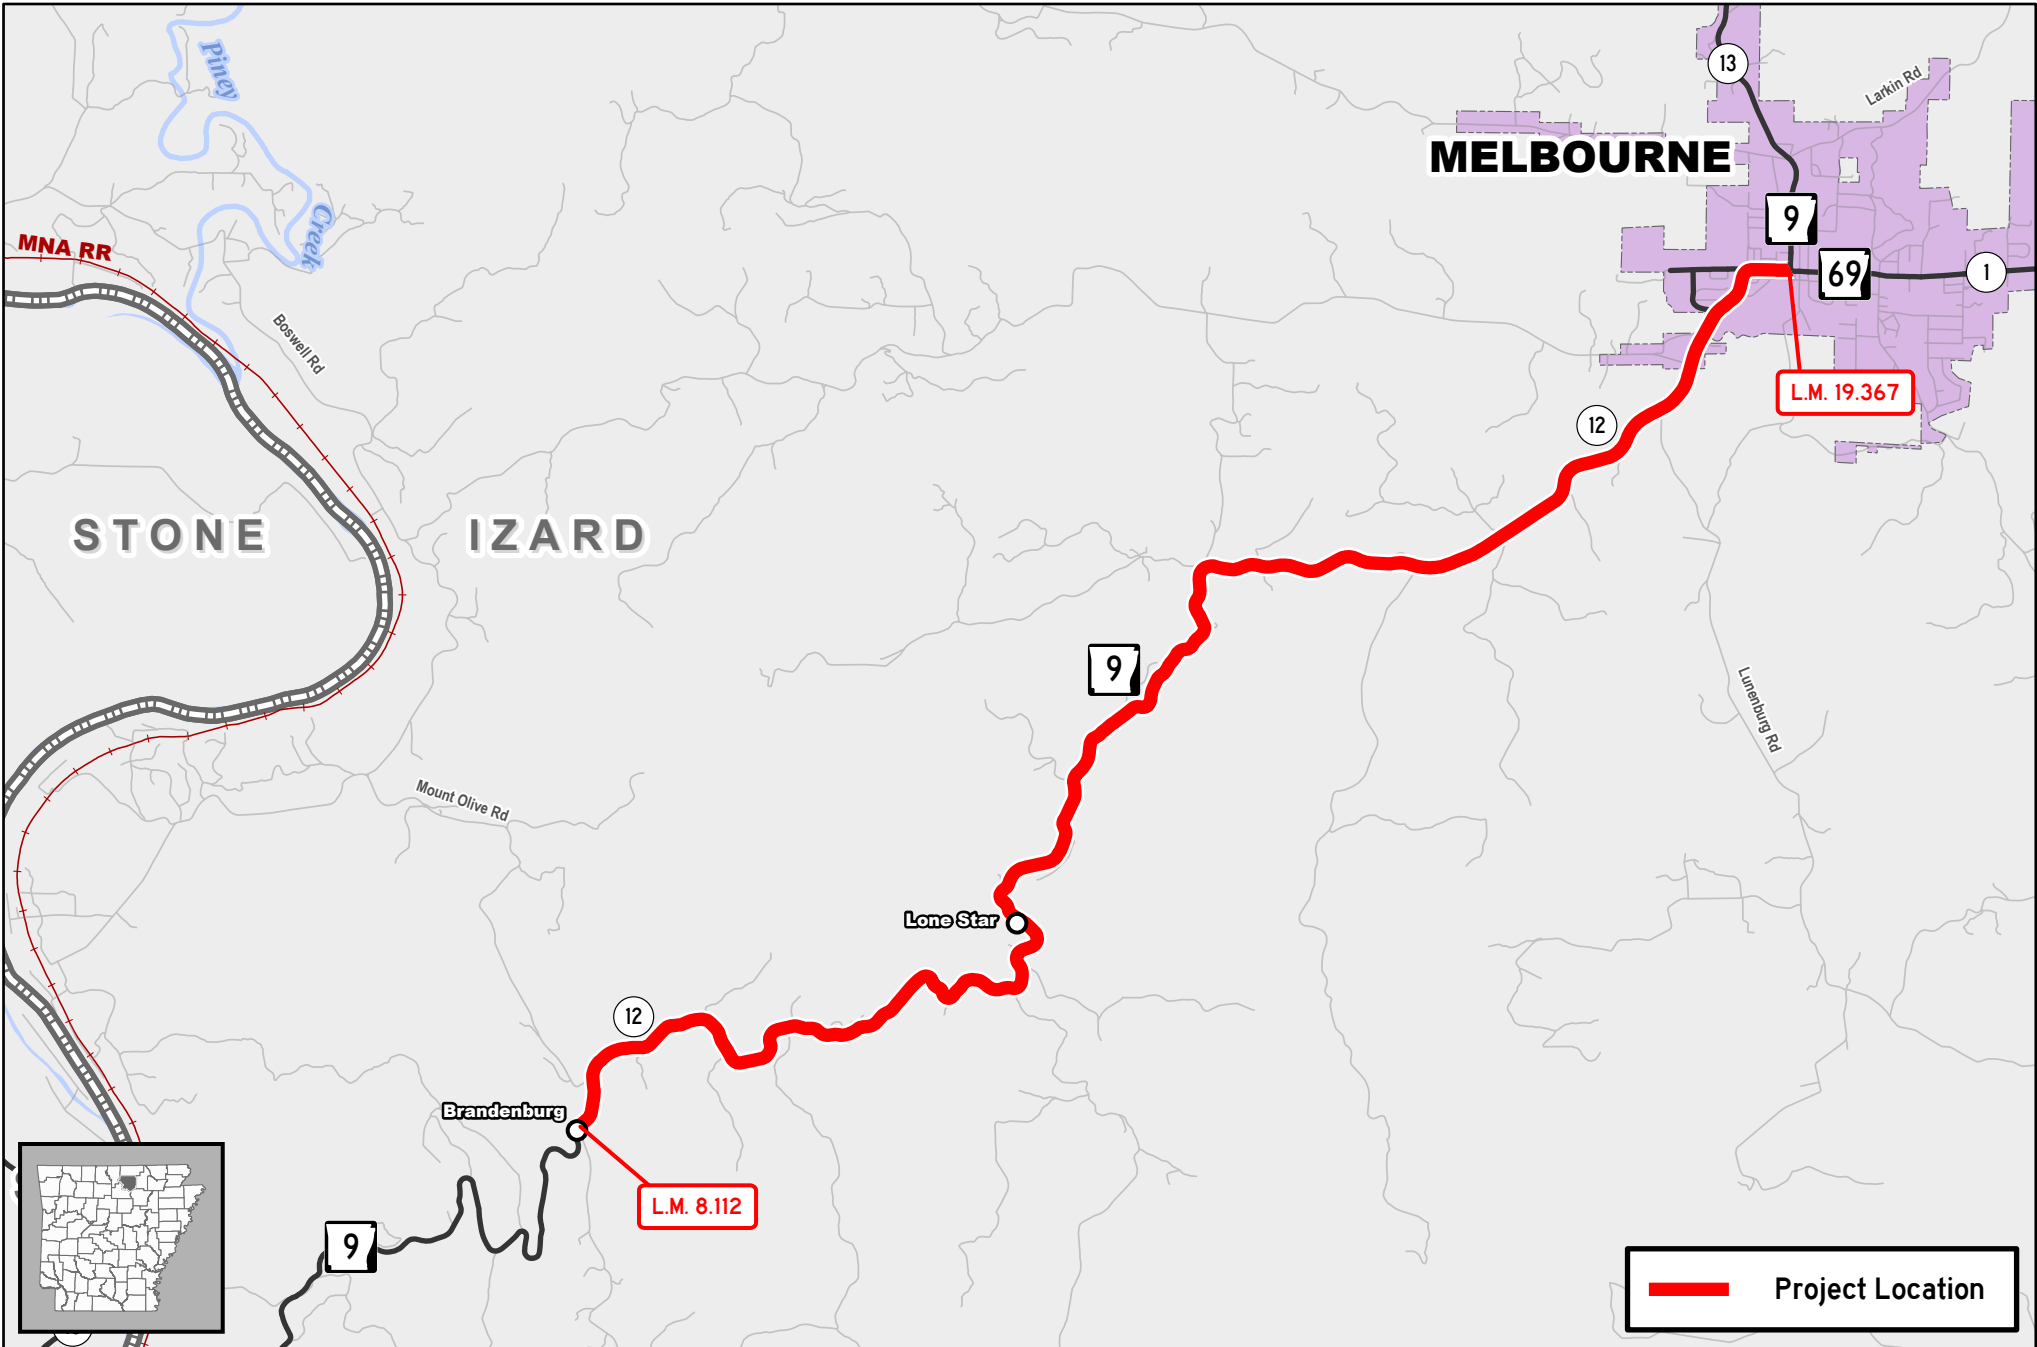 Piney
Creek
13
Larkin Rd
MELBOURNE
9
69
1
MNA RR
Boswell Rd
L.M. 19.367
12
STONE
IZARD
9
Lunenburg Rd
Mount Olive Rd
Lone Star
12
Brandenburg
L.M. 8.112
9
Project Location